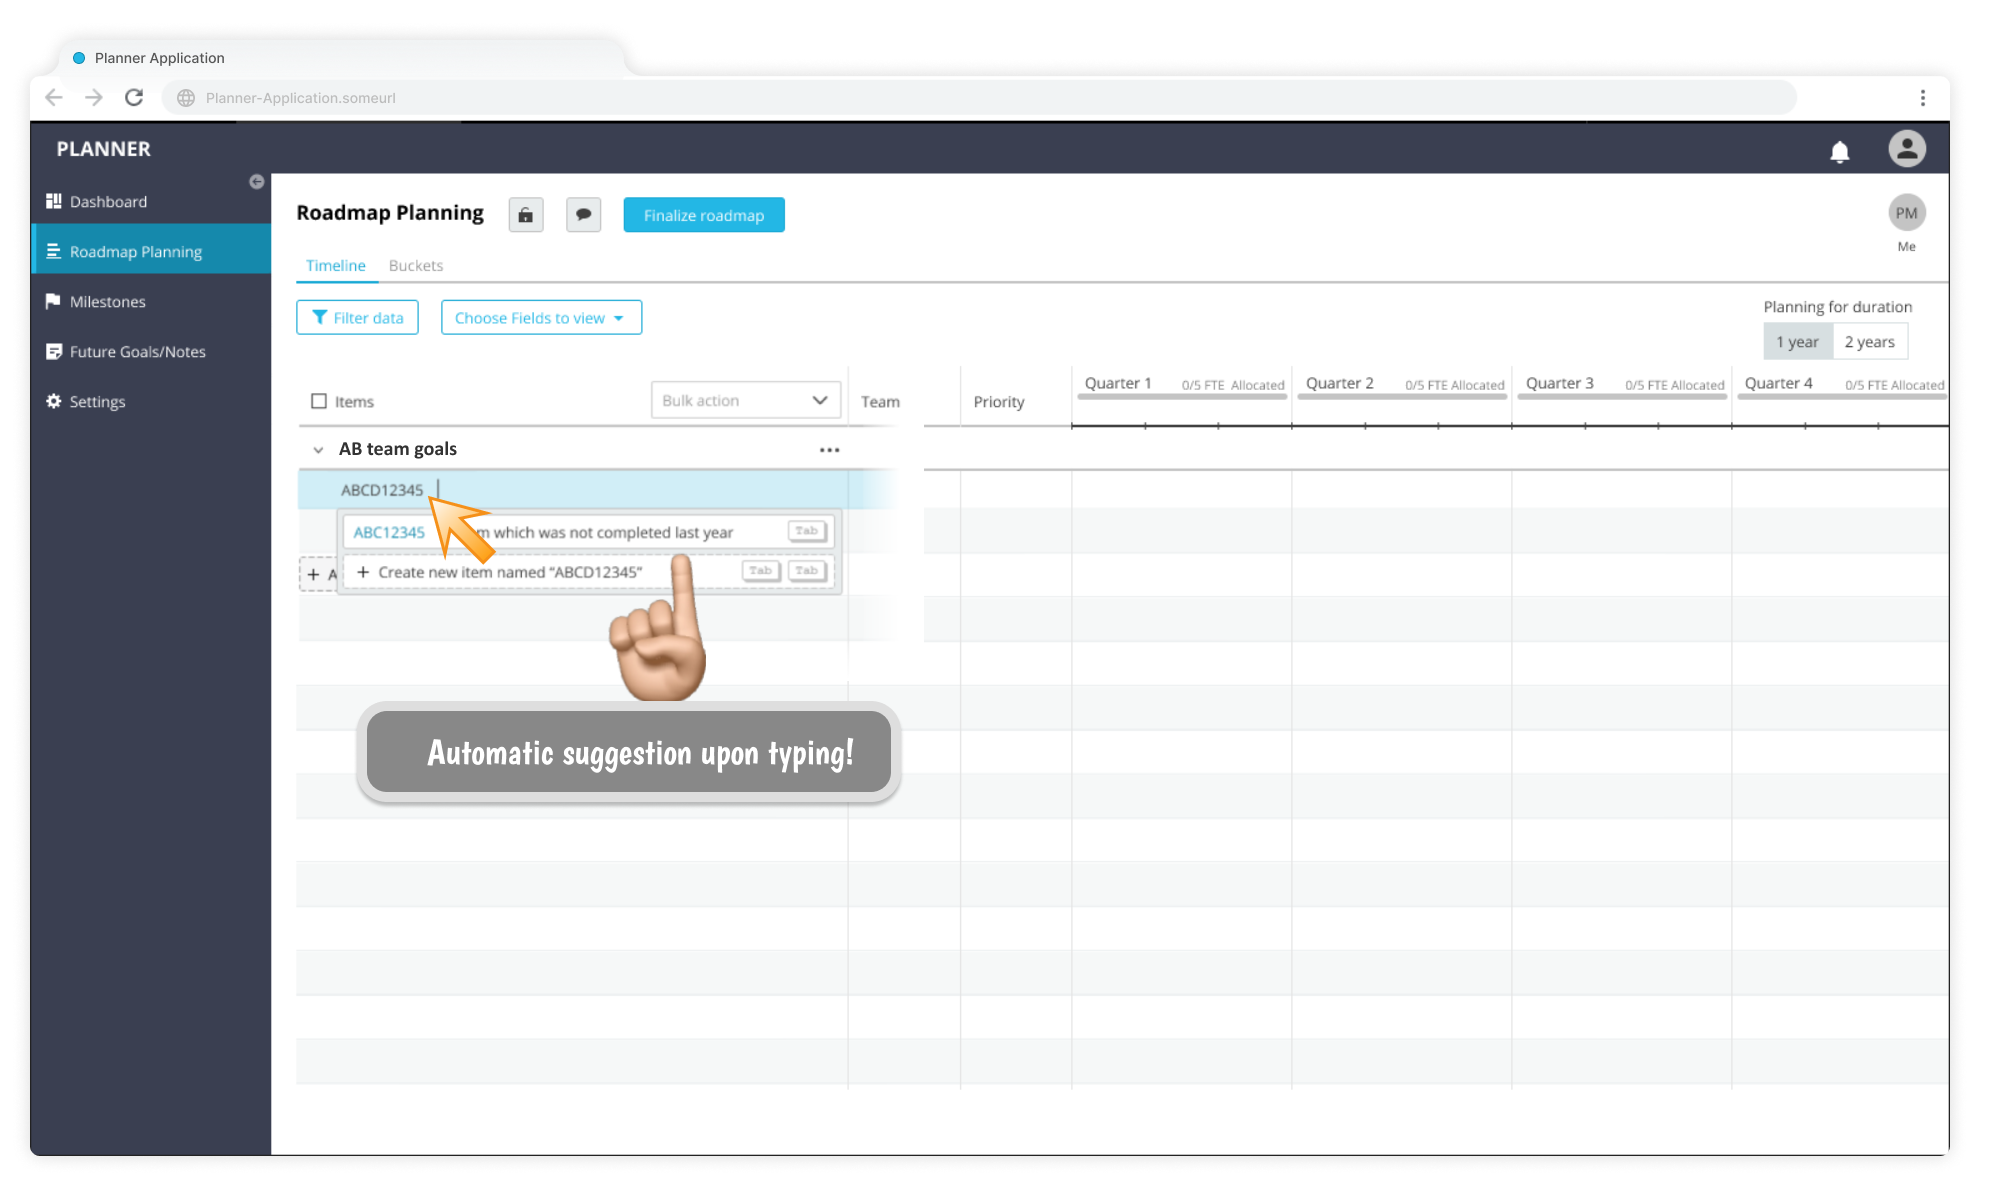 Planner Application
Planner-Application.someurl
PLANNER
Dashboard
Roadmap Planning
Milestones
Future Goals/Notes
Settings
Roadmap Planning
Finalize roadmap
PM
Me
Timeline Buckets
Filter data
Choose Fields to view
Planning for duration
1 year 2 years
Items
Bulk action
Team
Priority
Quarter 1 0/5 FTE Allocated
Quarter 2 0/5 FTE Allocated
Quarter 3 0/5 FTE Allocated
Quarter 4 0/5 FTE Allocated
AB team goals
ABCD12345
ABC12345 which was not completed last year Tab
+ A
+ Create new item named “ABCD12345” Tab Tab
Automatic suggestion upon typing!